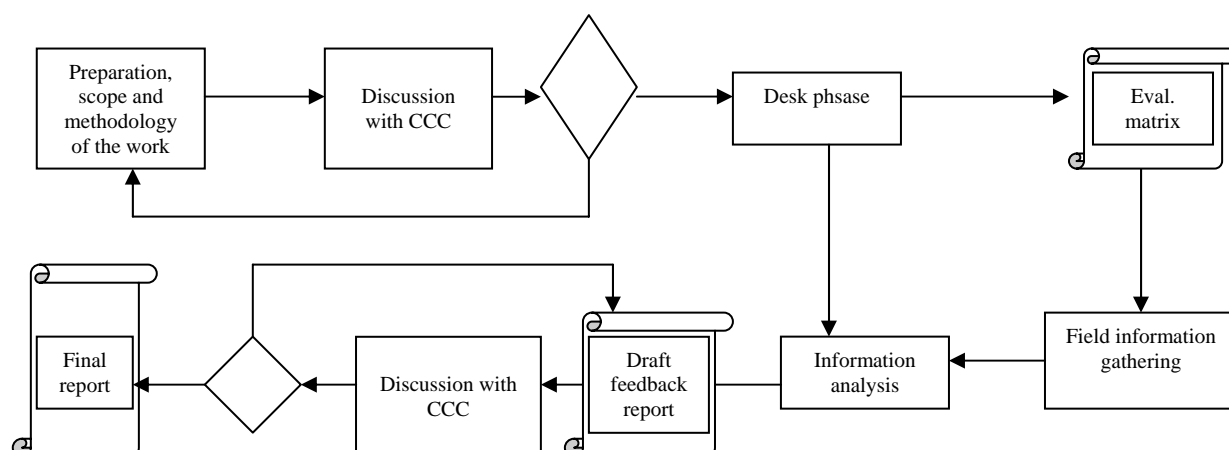 Preparation,
scope and
methodology
of the work
Discussion
with CCC
Desk phsase
Eval.
matrix
Final
report
Discussion with
CCC
Draft
feedback
report
Information
analysis
Field information
gathering